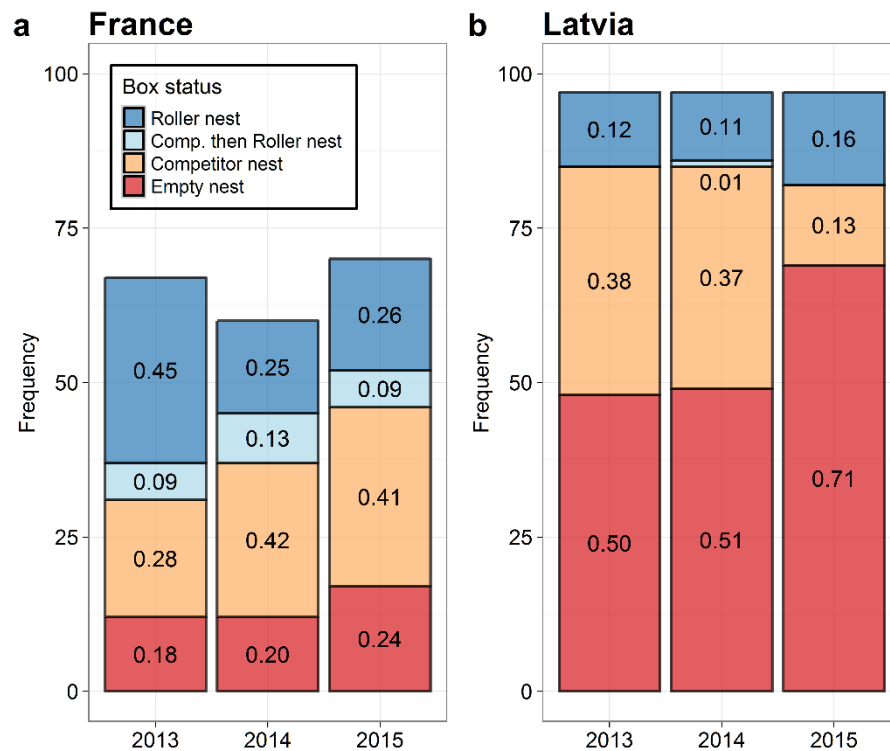 a France
100
75
50
25
0
Frequency
Box status
Roller nest
Comp. then Roller nest
Competitor nest
Empty nest
0.45
0.09
0.28
0.18
0.25
0.13
0.42
0.20
0.26
0.09
0.41
0.24
2013 2014 2015
b Latvia
100
75
50
25
0
Frequency
0.12
0.38
0.50
0.11
0.01
0.37
0.51
0.16
0.13
0.71
2013 2014 2015